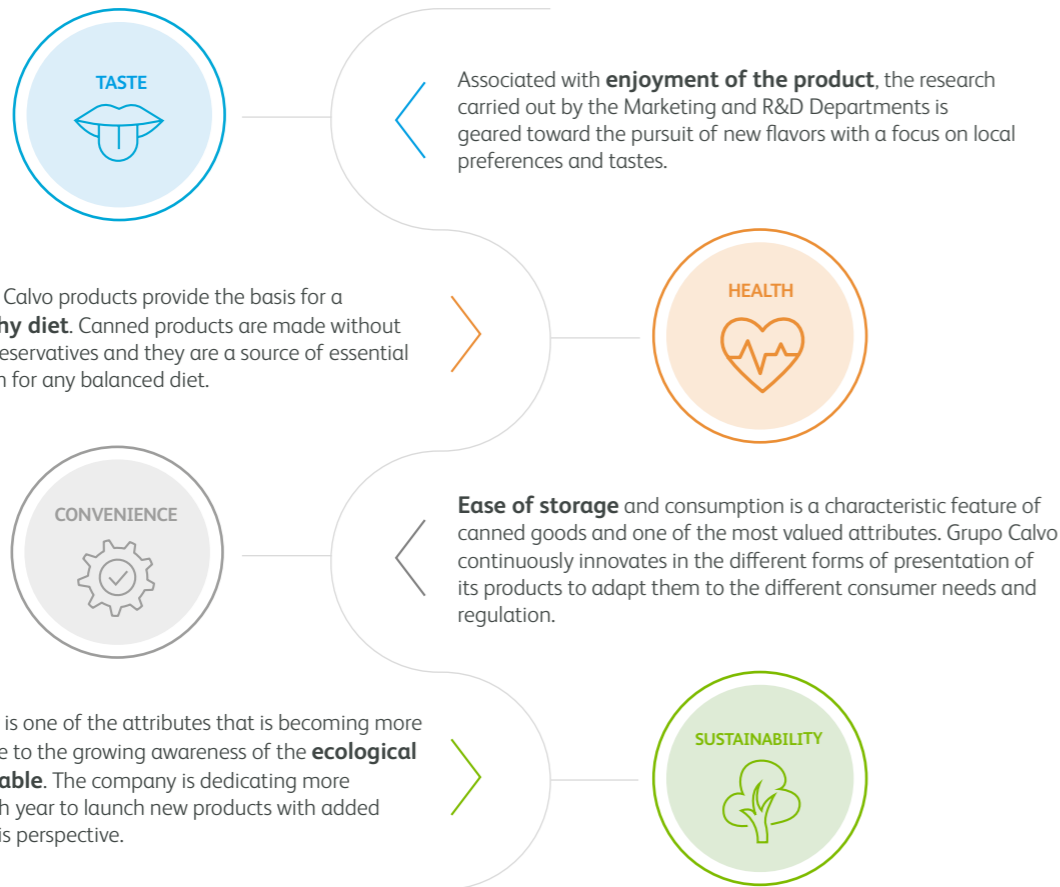 TASTE
Associated with enjoyment of the product, the research
carried out by the Marketing and R&D Departments is
geared toward the pursuit of new flavors with a focus on local
preferences and tastes.
Calvo products provide the basis for a
hy diet. Canned products are made without
reservatives and they are a source of essential
n for any balanced diet.
HEALTH
CONVENIENCE
Ease of storage and consumption is a characteristic feature of
canned goods and one of the most valued attributes. Grupo Calvo
continuously innovates in the different forms of presentation of
its products to adapt them to the different consumer needs and
regulation.
is one of the attributes that is becoming more
e to the growing awareness of the ecological
able. The company is dedicating more
h year to launch new products with added
is perspective.
SUSTAINABILITY